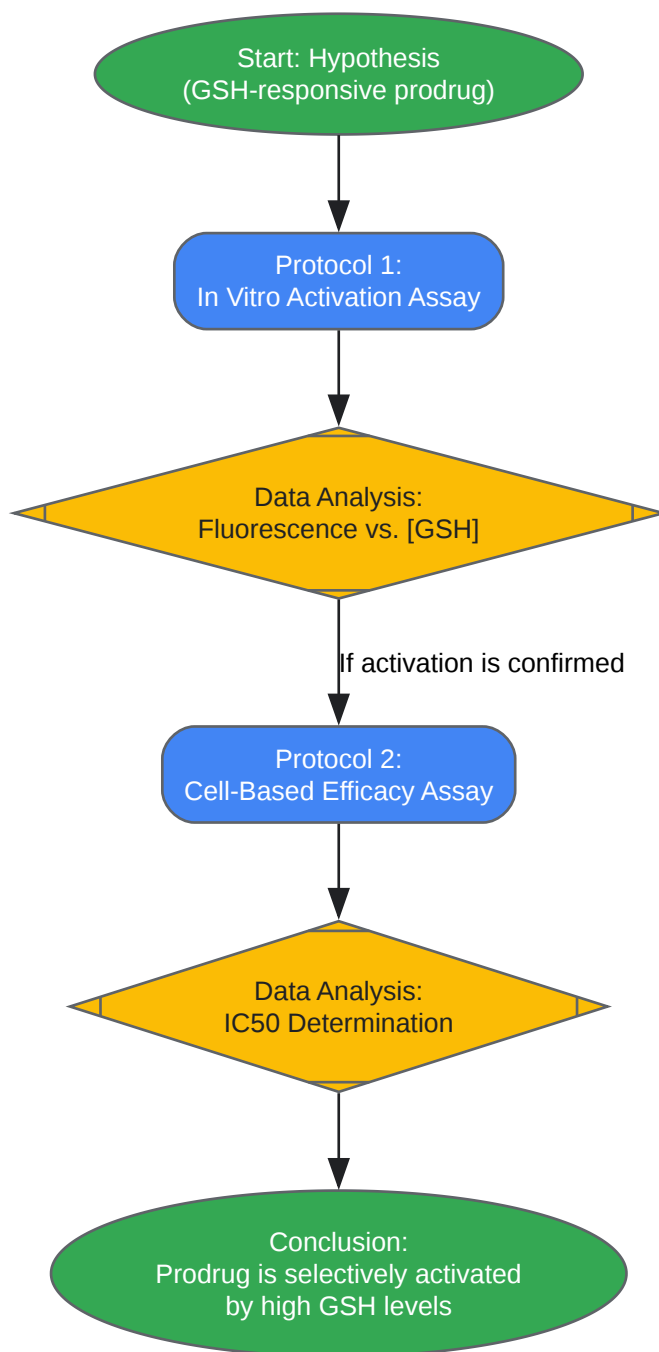 Start: Hypothesis
(GSH-responsive prodrug)
Protocol 1:
In Vitro Activation Assay
Data Analysis:
Fluorescence vs. [GSH]
If activation is confirmed
Protocol 2:
Cell-Based Efficacy Assay
Data Analysis:
IC50 Determination
Conclusion:
Prodrug is selectively activated
by high GSH levels